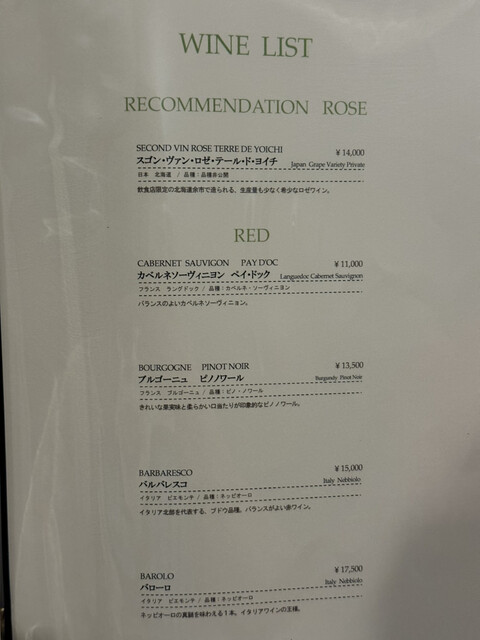 WINE LIST
RECOMMENDATION ROSE
SECOND VIN ROSE TERRE DE YOICHI ¥ 14,000
スゴン・ヴァン・ロゼ・テール・ド・ヨイチ Japan Grape Variety Private
日本 北海道 / 品種：品種非公開
飲食店限定の北海道余市で造られる、生産量も少なく希少なロゼワイン。
RED
CABERNET SAUVIGON PAY D'OC ¥ 11,000
カベルネソーヴィニヨン ペイ・ドック Languedoc Cabernet Sauvignon
フランス ラングドック / 品種：カベルネ・ソーヴィニヨン
バランスのよいカベルネソーヴィニョン。
BOURGOGNE PINOT NOIR ¥ 13,500
ブルゴーニュ ピノノワール Burgundy Pinot Noir
フランス ブルゴーニュ / 品種：ピノ・ノワール
きれいな果実味と柔らかい口当たりが印象的なピノノワール。
BARBARESCO ¥ 15,000
バルバレスコ Italy Nebbiolo
イタリア ピエモンテ / 品種：ネッビオーロ
イタリア北部を代表する、ブドウ品種。バランスがよい赤ワイン。
BAROLO ¥ 17,500
バローロ Italy Nebbiolo
イタリア ピエモンテ / 品種：ネッビオーロ
ネッビオーロの真髄を味わえる1本。イタリアワインの王様。